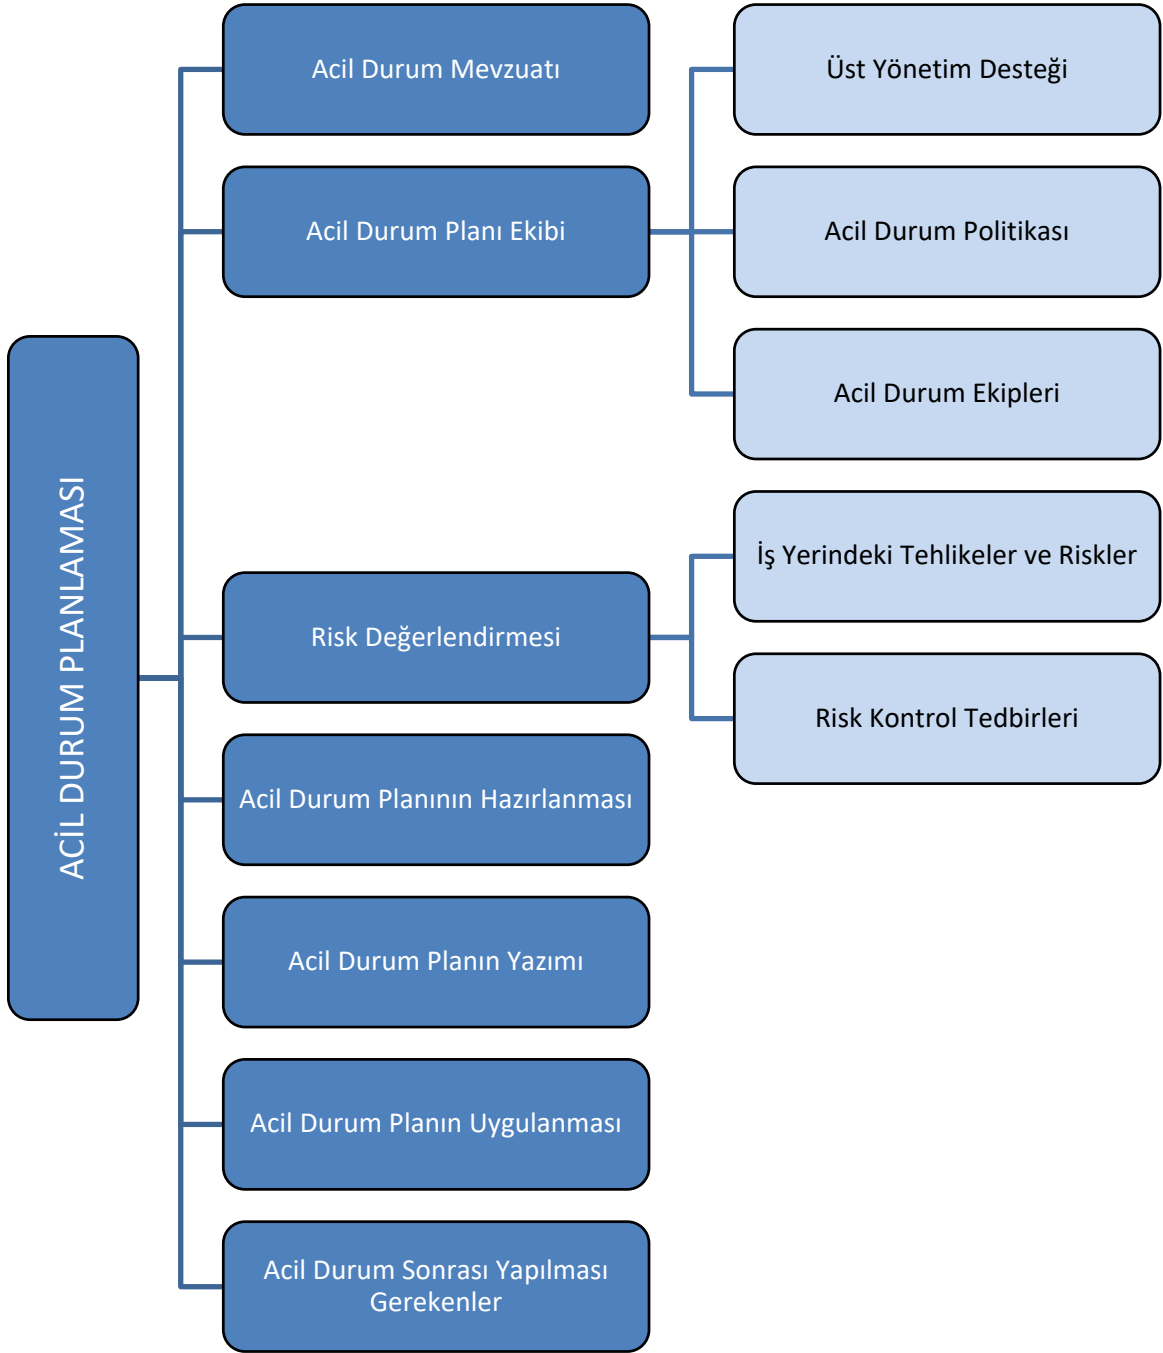 ACİL DURUM PLANLAMASI
Acil Durum Mevzuatı
Acil Durum Planı Ekibi
Üst Yönetim Desteği
Acil Durum Politikası
Acil Durum Ekipleri
Risk Değerlendirmesi
İş Yerindeki Tehlikeler ve Riskler
Risk Kontrol Tedbirleri
Acil Durum Planının Hazırlanması
Acil Durum Planın Yazımı
Acil Durum Planın Uygulanması
Acil Durum Sonrası Yapılması
Gerekenler